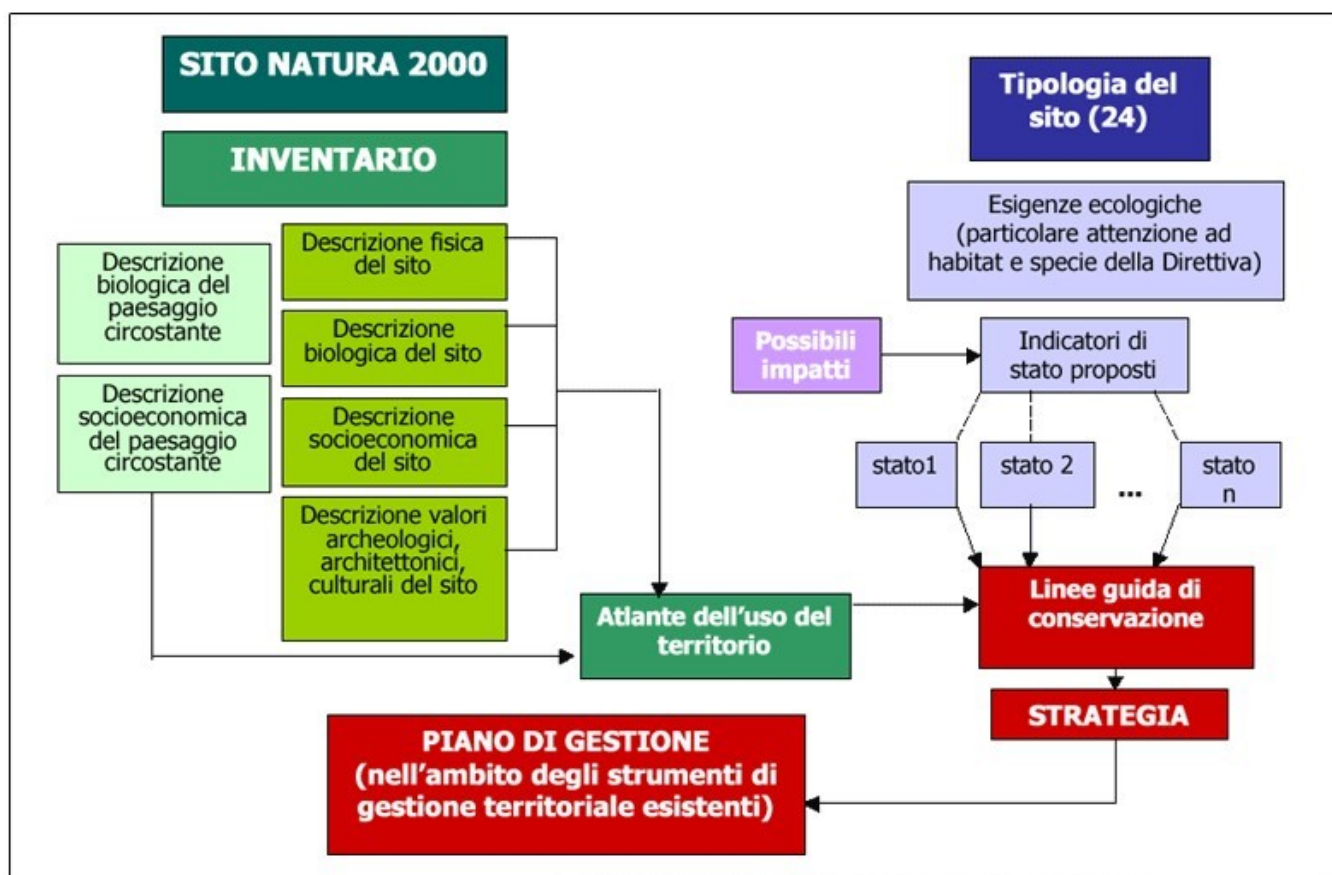 SITO NATURA 2000
INVENTARIO
Descrizione
biologica del
paesaggio
circostante
Descrizione
socioeconomica
del paesaggio
circostante
Descrizione fisica
del sito
Descrizione
biologica del sito
Descrizione
socioeconomica
del sito
Descrizione valori
archeologici,
architettonici,
culturali del sito
Atlante dell'uso del
territorio
Tipologia del
sito (24)
Esigenze ecologiche
(particolare attenzione ad
habitat e specie della Direttiva)
Possibili
impatti
Indicatori di
stato proposti
stato1
stato 2
...
stato
n
Linee guida di
conservazione
STRATEGIA
PIANO DI GESTIONE
(nell'ambito degli strumenti di
gestione territoriale esistenti)